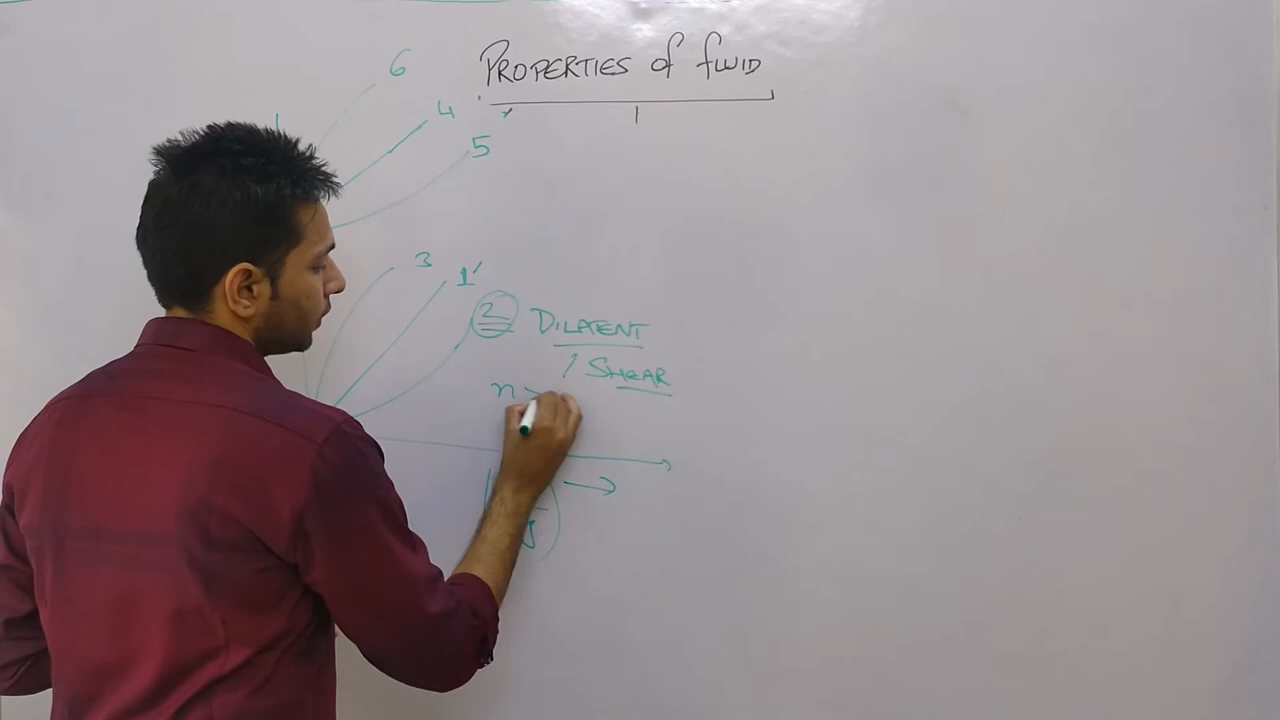 PROPERTIES of fluid
6
4
5
3
1'
2 DILATENT
/ SHEAR
n >